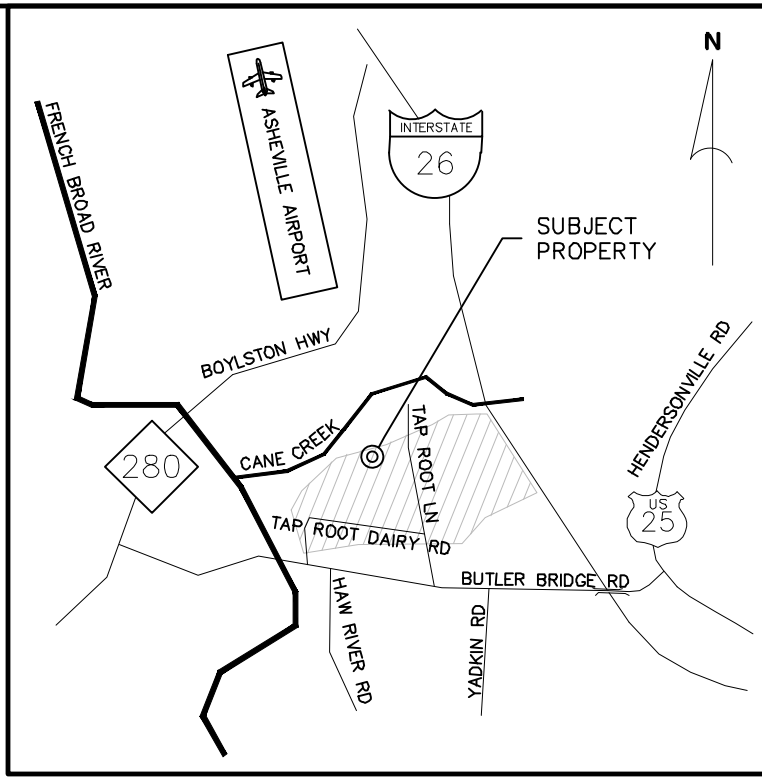 N
FRENCH BROAD RIVER
ASHEVILLE AIRPORT
INTERSTATE
26
SUBJECT
PROPERTY
BOYLSTON HWY
HENDERSONVILLE RD
CANE CREEK
TAP ROOT LN
280
US
25
TAP ROOT DAIRY RD
BUTLER BRIDGE RD
HAW RIVER RD
YADKIN RD